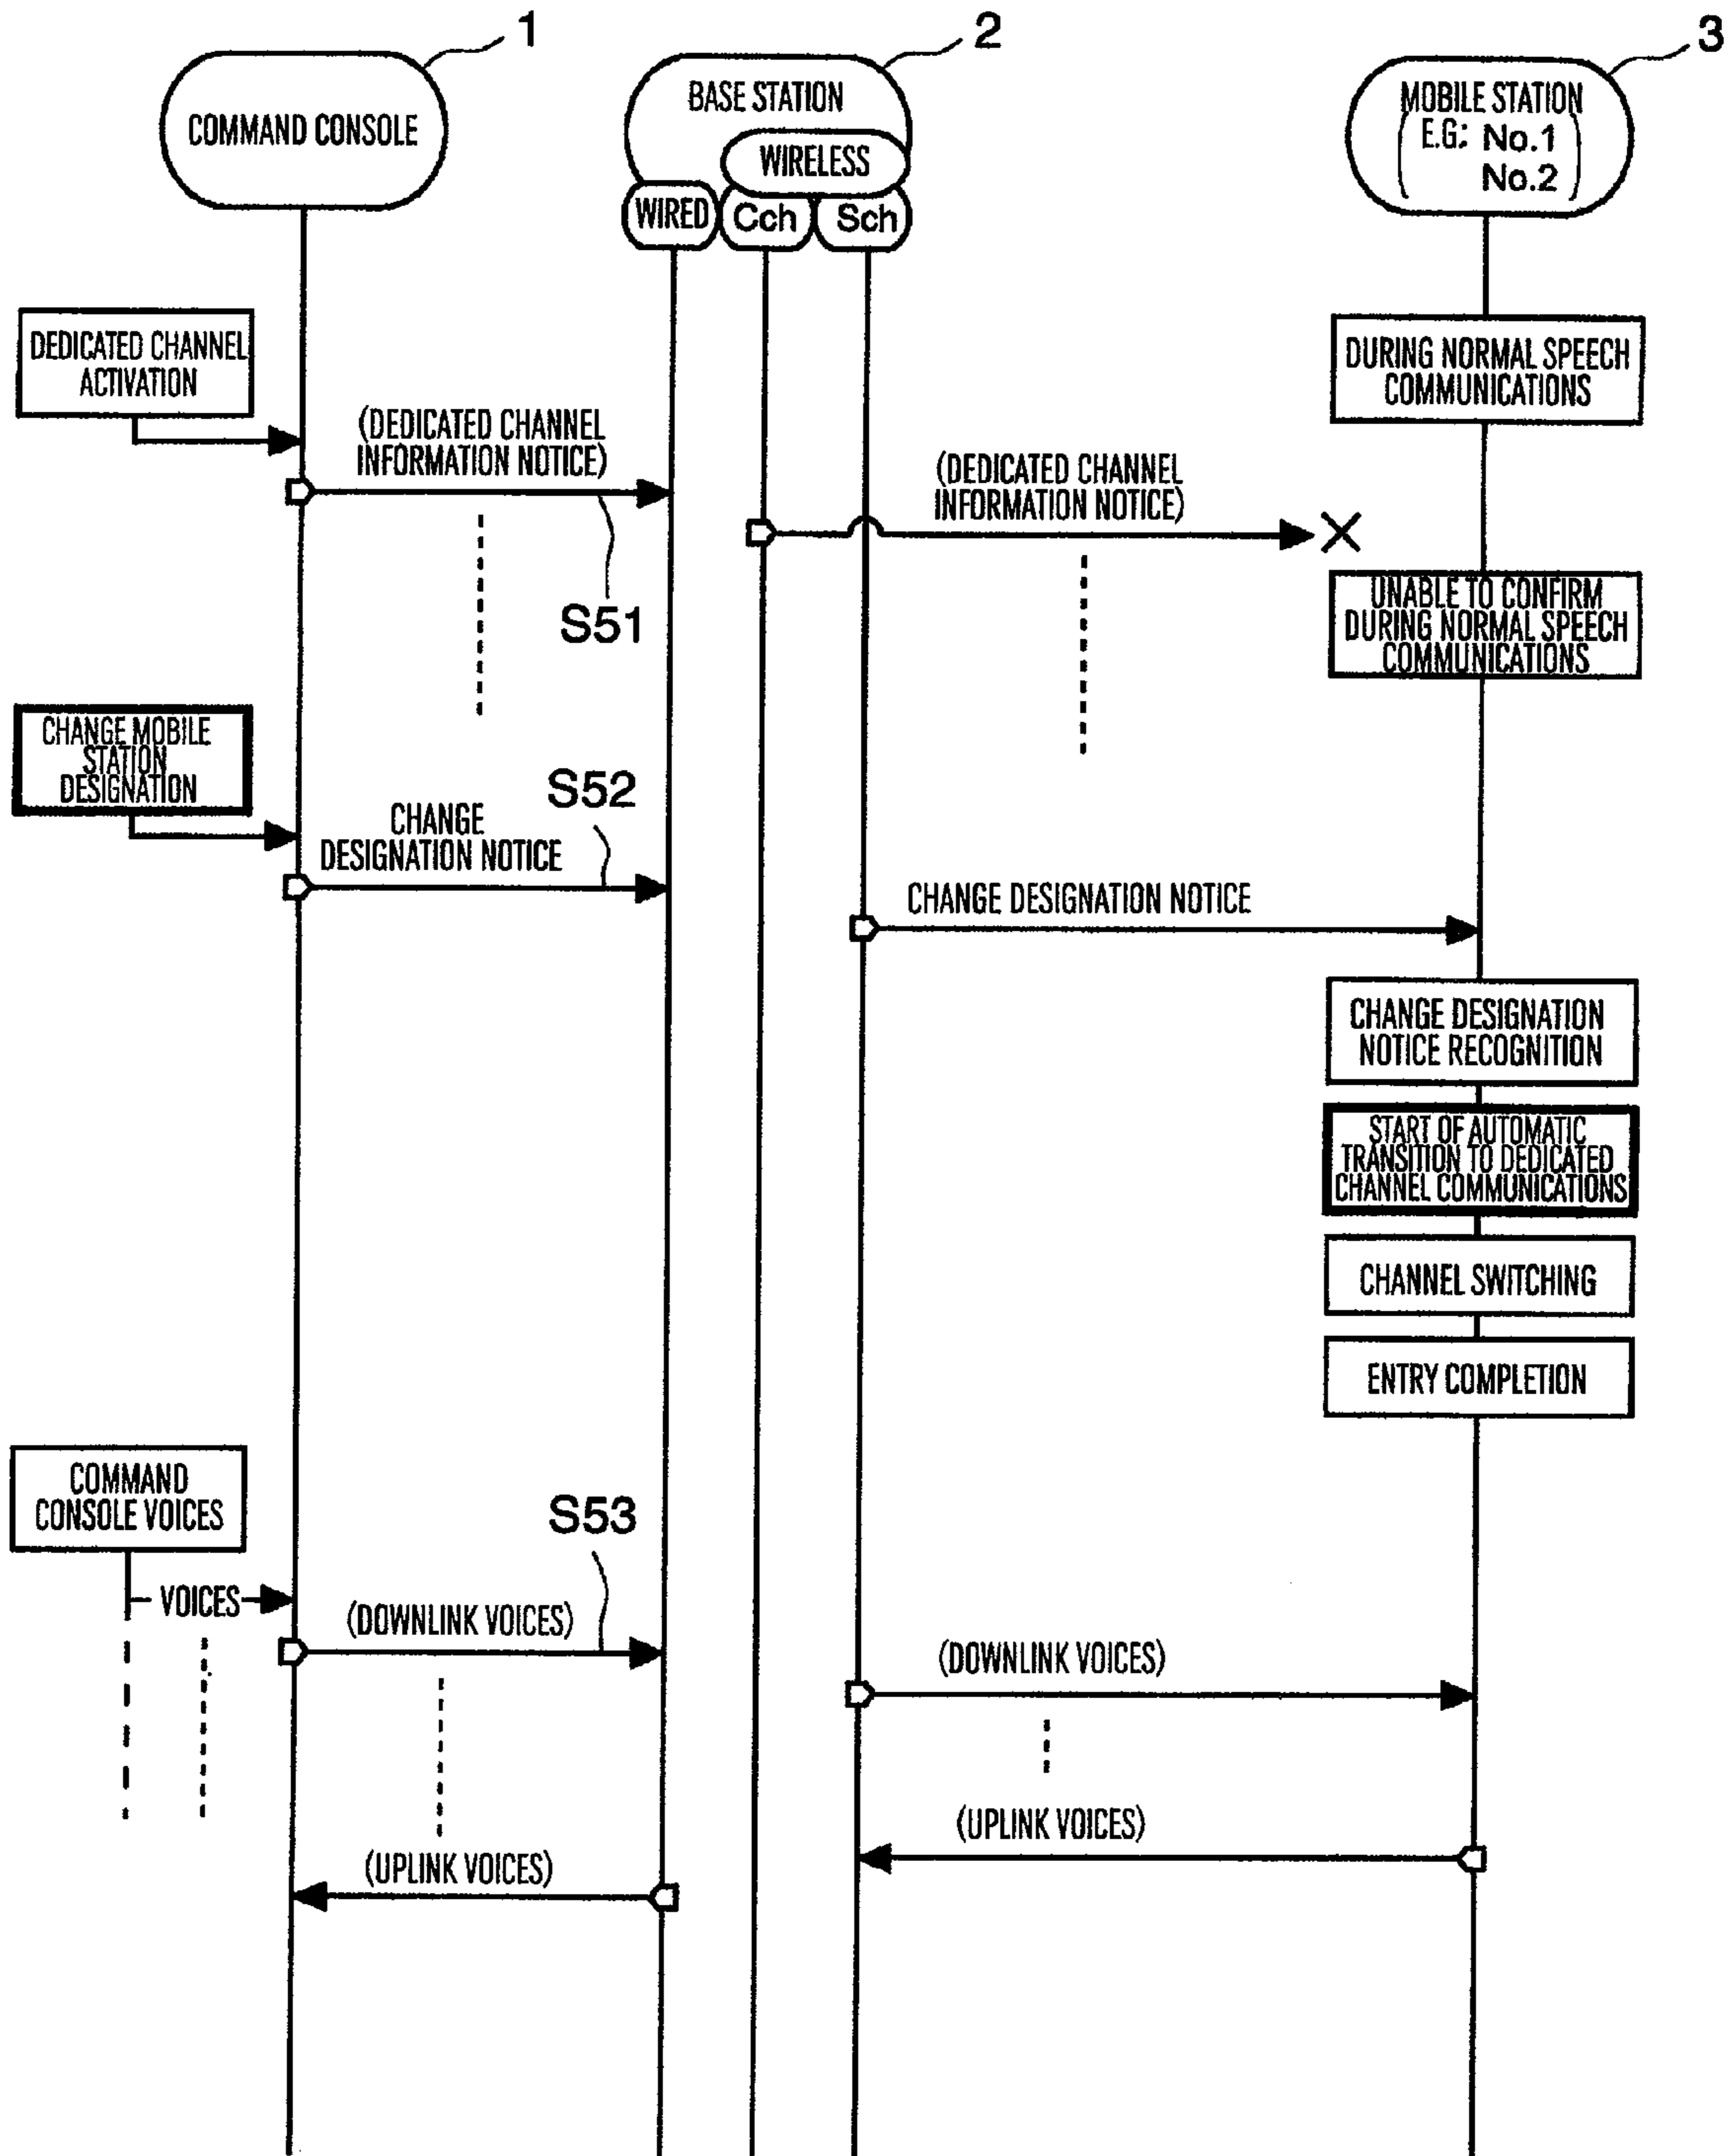 1
2
3
COMMAND CONSOLE
BASE STATION
WIRELESS
WIRED
Cch
Sch
MOBILE STATION
E.G: No.1
No.2
DEDICATED CHANNEL
ACTIVATION
DURING NORMAL SPEECH
COMMUNICATIONS
(DEDICATED CHANNEL
INFORMATION NOTICE)
S51
(DEDICATED CHANNEL
INFORMATION NOTICE)
UNABLE TO CONFIRM
DURING NORMAL SPEECH
COMMUNICATIONS
CHANGE MOBILE
STATION
DESIGNATION
S52
CHANGE
DESIGNATION NOTICE
CHANGE DESIGNATION NOTICE
CHANGE DESIGNATION
NOTICE RECOGNITION
START OF AUTOMATIC
TRANSITION TO DEDICATED
CHANNEL COMMUNICATIONS
CHANNEL SWITCHING
ENTRY COMPLETION
COMMAND
CONSOLE VOICES
S53
VOICES
(DOWNLINK VOICES)
(DOWNLINK VOICES)
(UPLINK VOICES)
(UPLINK VOICES)